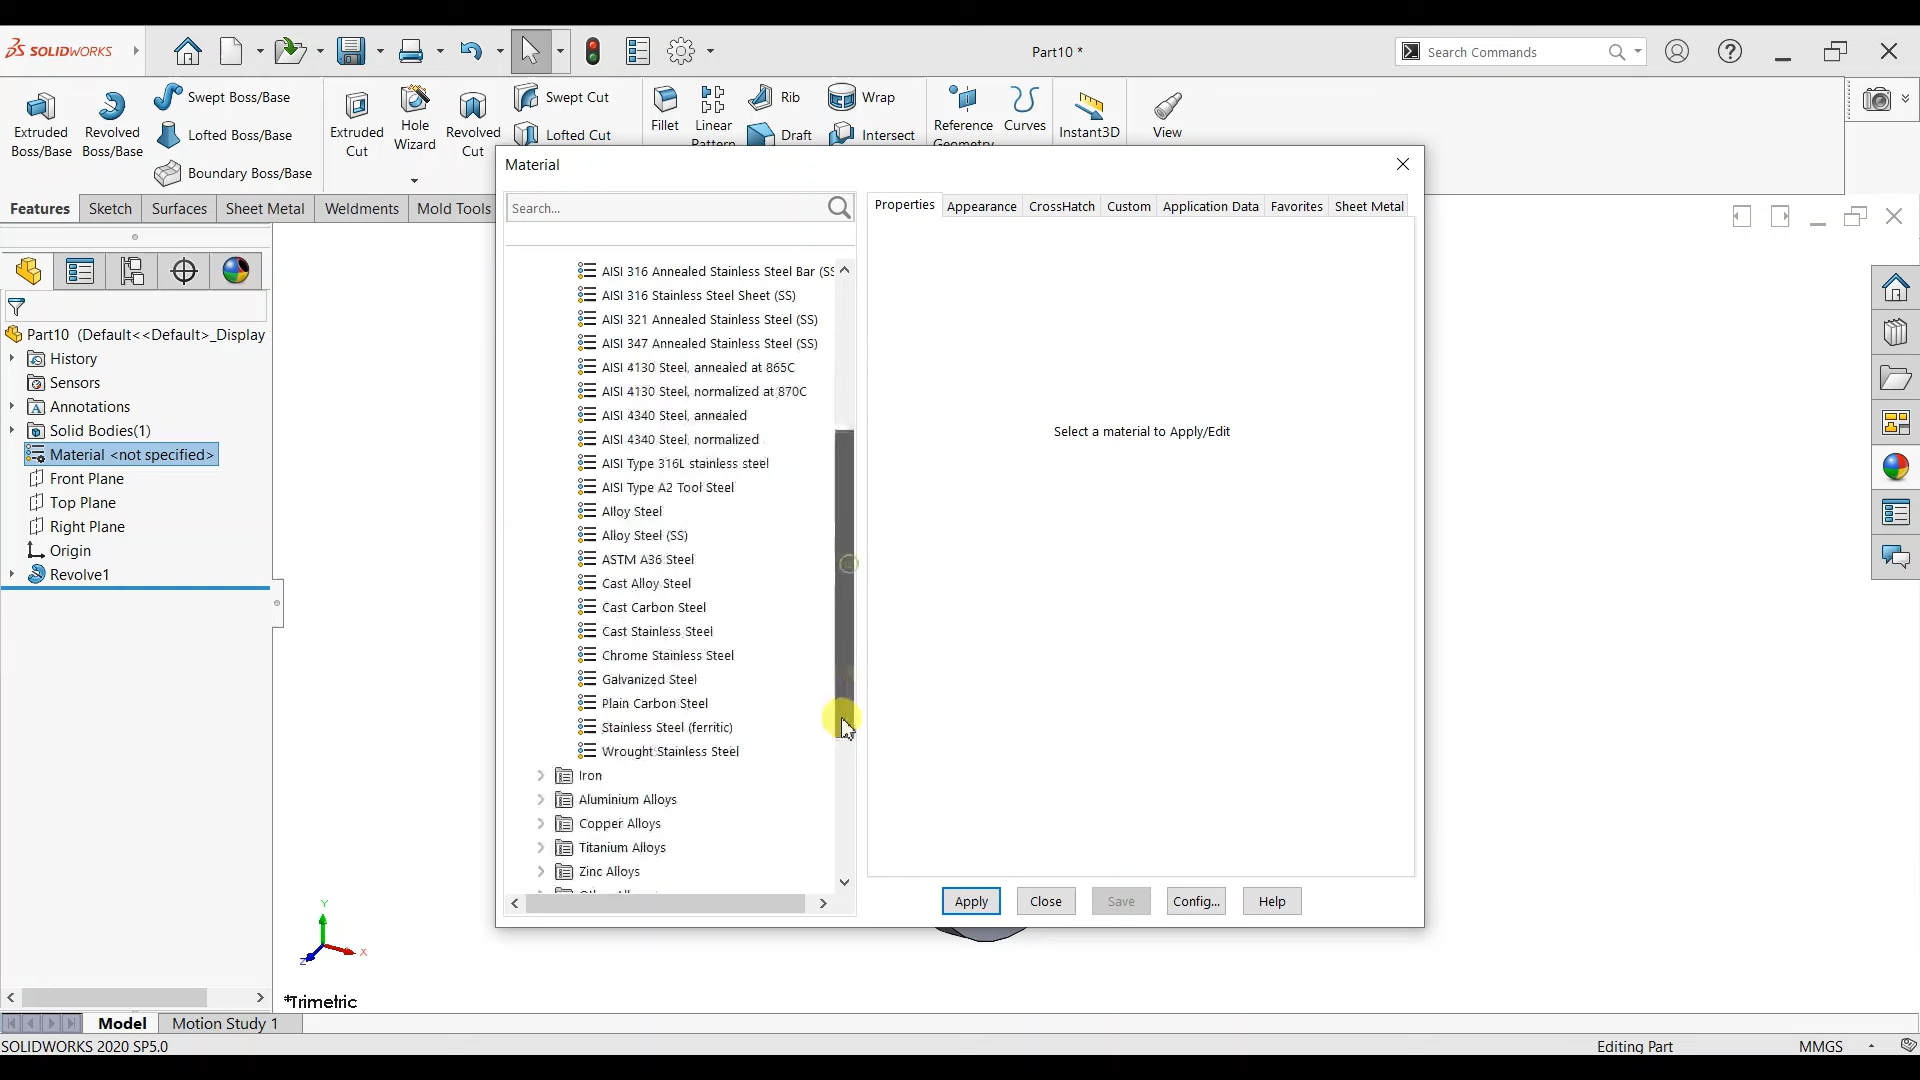 SOLIDWORKS
Part10 *
Search Commands
Extruded Boss/Base
Revolved Boss/Base
Swept Boss/Base
Lofted Boss/Base
Boundary Boss/Base
Extruded Cut
Hole Wizard
Revolved Cut
Swept Cut
Lofted Cut
Fillet
Linear Pattern
Rib
Draft
Wrap
Intersect
Reference Geometry
Curves
Instant3D
View
Features
Sketch
Surfaces
Sheet Metal
Weldments
Mold Tools
Part10 (Default<<Default>_Display
History
Sensors
Annotations
Solid Bodies(1)
Material <not specified>
Front Plane
Top Plane
Right Plane
Origin
Revolve1
Material
Search...
AISI 316 Annealed Stainless Steel Bar (SS
AISI 316 Stainless Steel Sheet (SS)
AISI 321 Annealed Stainless Steel (SS)
AISI 347 Annealed Stainless Steel (SS)
AISI 4130 Steel, annealed at 865C
AISI 4130 Steel, normalized at 870C
AISI 4340 Steel, annealed
AISI 4340 Steel, normalized
AISI Type 316L stainless steel
AISI Type A2 Tool Steel
Alloy Steel
Alloy Steel (SS)
ASTM A36 Steel
Cast Alloy Steel
Cast Carbon Steel
Cast Stainless Steel
Chrome Stainless Steel
Galvanized Steel
Plain Carbon Steel
Stainless Steel (ferritic)
Wrought Stainless Steel
Iron
Aluminium Alloys
Copper Alloys
Titanium Alloys
Zinc Alloys
Properties
Appearance
CrossHatch
Custom
Application Data
Favorites
Sheet Metal
Select a material to Apply/Edit
Apply
Close
Save
Config...
Help
Y
X
Z
*Trimetric
Model
Motion Study 1
SOLIDWORKS 2020 SP5.0
Editing Part
MMGS